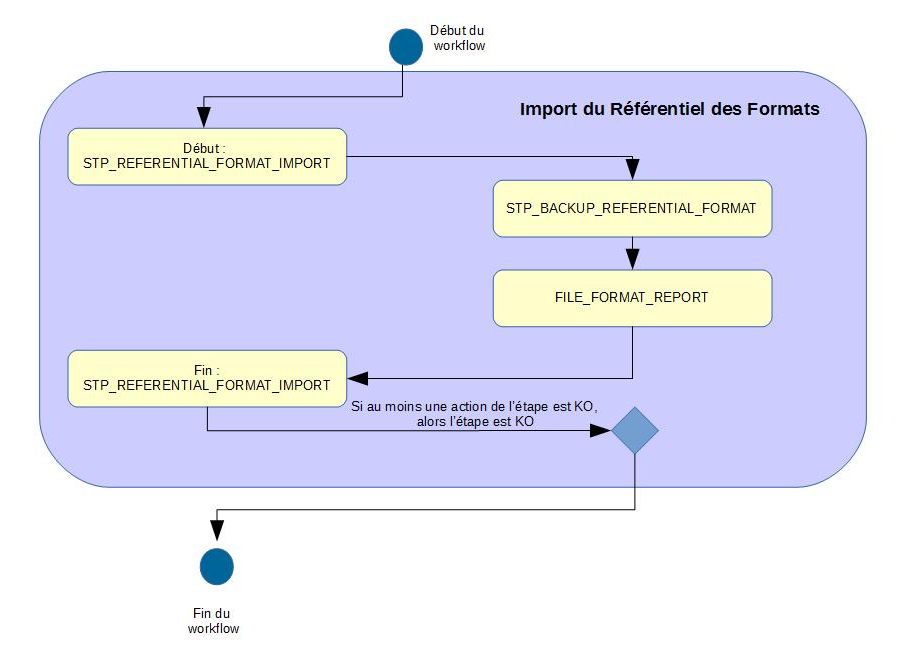 Début du
workflow
Import du Référentiel des Formats
Début :
STP_REFERENTIAL_FORMAT_IMPORT
STP_BACKUP_REFERENTIAL_FORMAT
FILE_FORMAT_REPORT
Fin :
STP_REFERENTIAL_FORMAT_IMPORT
Si au moins une action de l'étape est KO,
alors l'étape est KO
Fin du
workflow